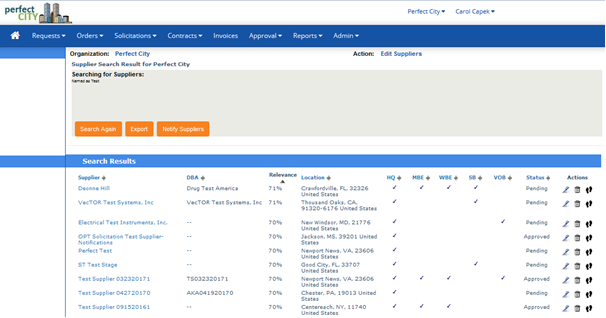 perfect
CITY
Perfect City Carol Capek
Requests Orders Solicitations Contracts Invoices Approval Reports Admin
Organization: Perfect City Action: Edit Suppliers
Supplier Search Result for Perfect City
Searching for Suppliers:
Named as Test
Search Again Export Notify Suppliers
Search Results
Supplier DBA Relevance Location HQ MBE WBE SB VOB Status Actions
Deonne Hill Drug Test America 71% Crawfordville, FL, 32326 Pending
United States
VecTOR Test Systems, Inc VecTOR Test Systems, Inc 71% Thousand Oaks, CA, Pending
91320-6176 United States
Electrical Test Instruments, Inc. -- 70% New Windsor, MD, 21776 Pending
United States
OPT Solicitation Test Supplier- -- 70% Jackson, MS, 39201 United Approved
Notifications States
Perfect Test -- 70% Newport News, VA, 23606 Pending
United States
ST Test Stage -- 70% Good City, FL, 33707 Pending
United States
Test Supplier 032320171 TS032320171 70% Newport News, VA, 23606 Approved
United States
Test Supplier 042720170 AKA041920170 70% Chester, PA, 19013 United Pending
States
Test Supplier 091520161 -- 70% Centereach, NY, 11740 Approved
United States